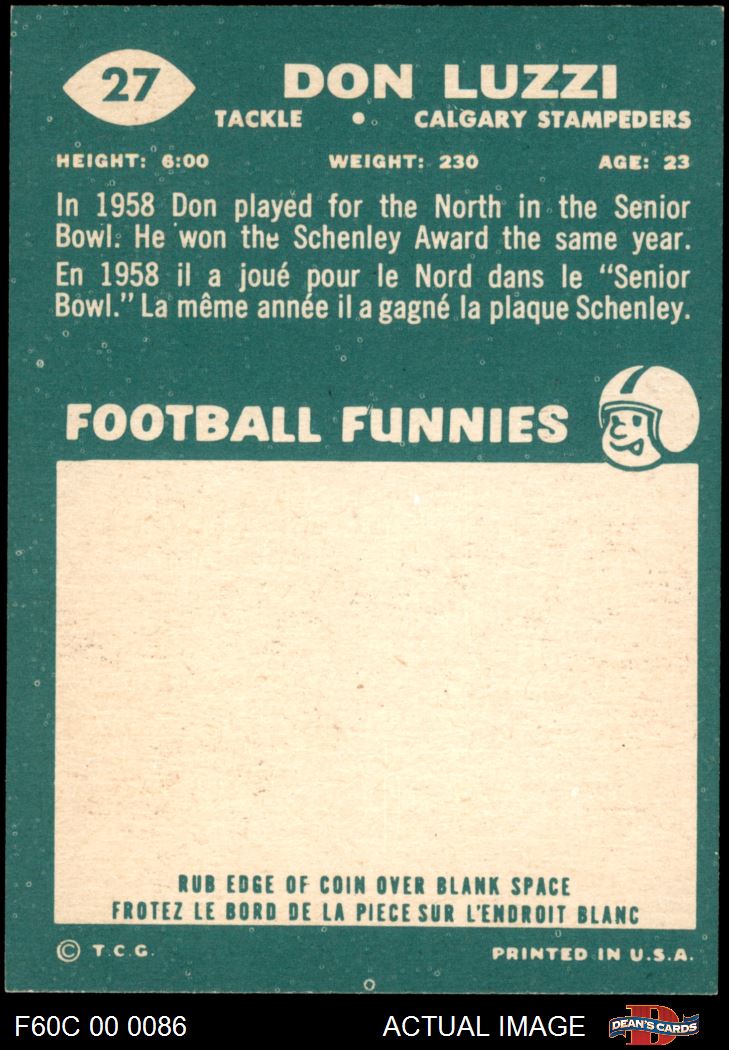 27
DON LUZZI
TACKLE • CALGARY STAMPEDERS
HEIGHT: 6:00 WEIGHT: 230 AGE: 23
In 1958 Don played for the North in the Senior
Bowl. He won the Schenley Award the same year.
En 1958 il a joué pour le Nord dans le “Senior
Bowl.” La même année il a gagné la plaque Schenley.
FOOTBALL FUNNIES
RUB EDGE OF COIN OVER BLANK SPACE
FROTEZ LE BORD DE LA PIECE SUR L'ENDROIT BLANC
© T.C.G. PRINTED IN U.S.A.
F60C 00 0086 ACTUAL IMAGE D DEAN'S CARDS